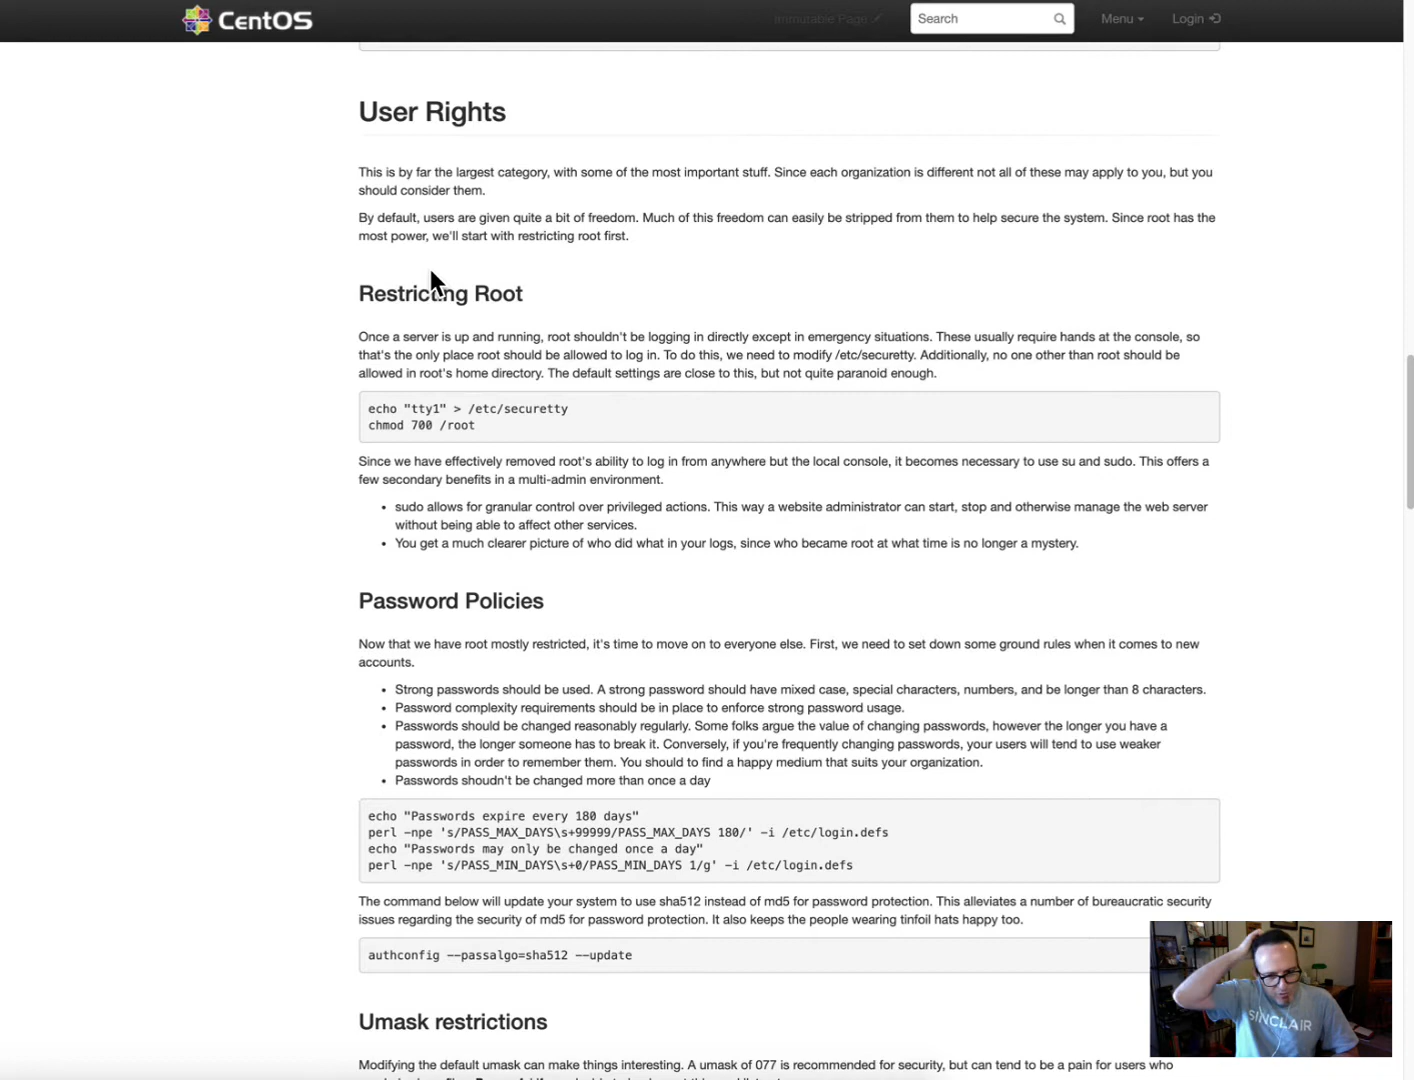 CentOS
Immutable Page
Search
Menu
Login
User Rights
This is by far the largest category, with some of the most important stuff. Since each organization is different not all of these may apply to you, but you
should consider them.
By default, users are given quite a bit of freedom. Much of this freedom can easily be stripped from them to help secure the system. Since root has the
most power, we'll start with restricting root first.
Restricting Root
Once a server is up and running, root shouldn't be logging in directly except in emergency situations. These usually require hands at the console, so
that's the only place root should be allowed to log in. To do this, we need to modify /etc/securetty. Additionally, no one other than root should be
allowed in root's home directory. The default settings are close to this, but not quite paranoid enough.
echo "tty1" > /etc/securetty
chmod 700 /root
Since we have effectively removed root's ability to log in from anywhere but the local console, it becomes necessary to use su and sudo. This offers a
few secondary benefits in a multi-admin environment.
• sudo allows for granular control over privileged actions. This way a website administrator can start, stop and otherwise manage the web server
without being able to affect other services.
• You get a much clearer picture of who did what in your logs, since who became root at what time is no longer a mystery.
Password Policies
Now that we have root mostly restricted, it's time to move on to everyone else. First, we need to set down some ground rules when it comes to new
accounts.
• Strong passwords should be used. A strong password should have mixed case, special characters, numbers, and be longer than 8 characters.
• Password complexity requirements should be in place to enforce strong password usage.
• Passwords should be changed reasonably regularly. Some folks argue the value of changing passwords, however the longer you have a
password, the longer someone has to break it. Conversely, if you're frequently changing passwords, your users will tend to use weaker
passwords in order to remember them. You should to find a happy medium that suits your organization.
• Passwords shoudn't be changed more than once a day
echo "Passwords expire every 180 days"
perl -npe 's/PASS_MAX_DAYS\s+99999/PASS_MAX_DAYS 180/' -i /etc/login.defs
echo "Passwords may only be changed once a day"
perl -npe 's/PASS_MIN_DAYS\s+0/PASS_MIN_DAYS 1/g' -i /etc/login.defs
The command below will update your system to use sha512 instead of md5 for password protection. This alleviates a number of bureaucratic security
issues regarding the security of md5 for password protection. It also keeps the people wearing tinfoil hats happy too.
authconfig --passalgo=sha512 --update
SINCLAIR
Umask restrictions
Modifying the default umask can make things interesting. A umask of 077 is recommended for security, but can tend to be a pain for users who